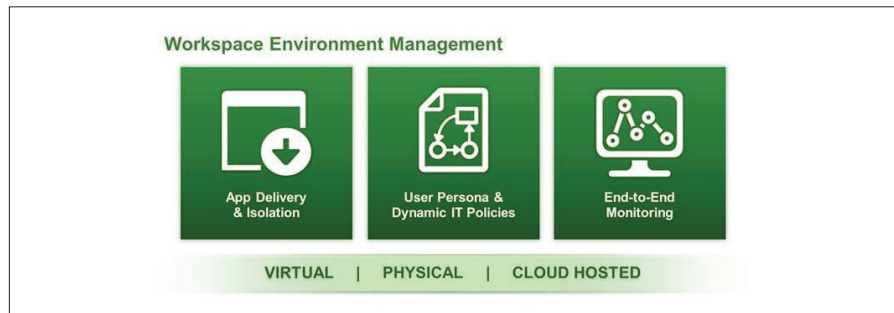 Workspace Environment Management
App Delivery
& Isolation
User Persona &
Dynamic IT Policies
End-to-End
Monitoring
VIRTUAL | PHYSICAL | CLOUD HOSTED